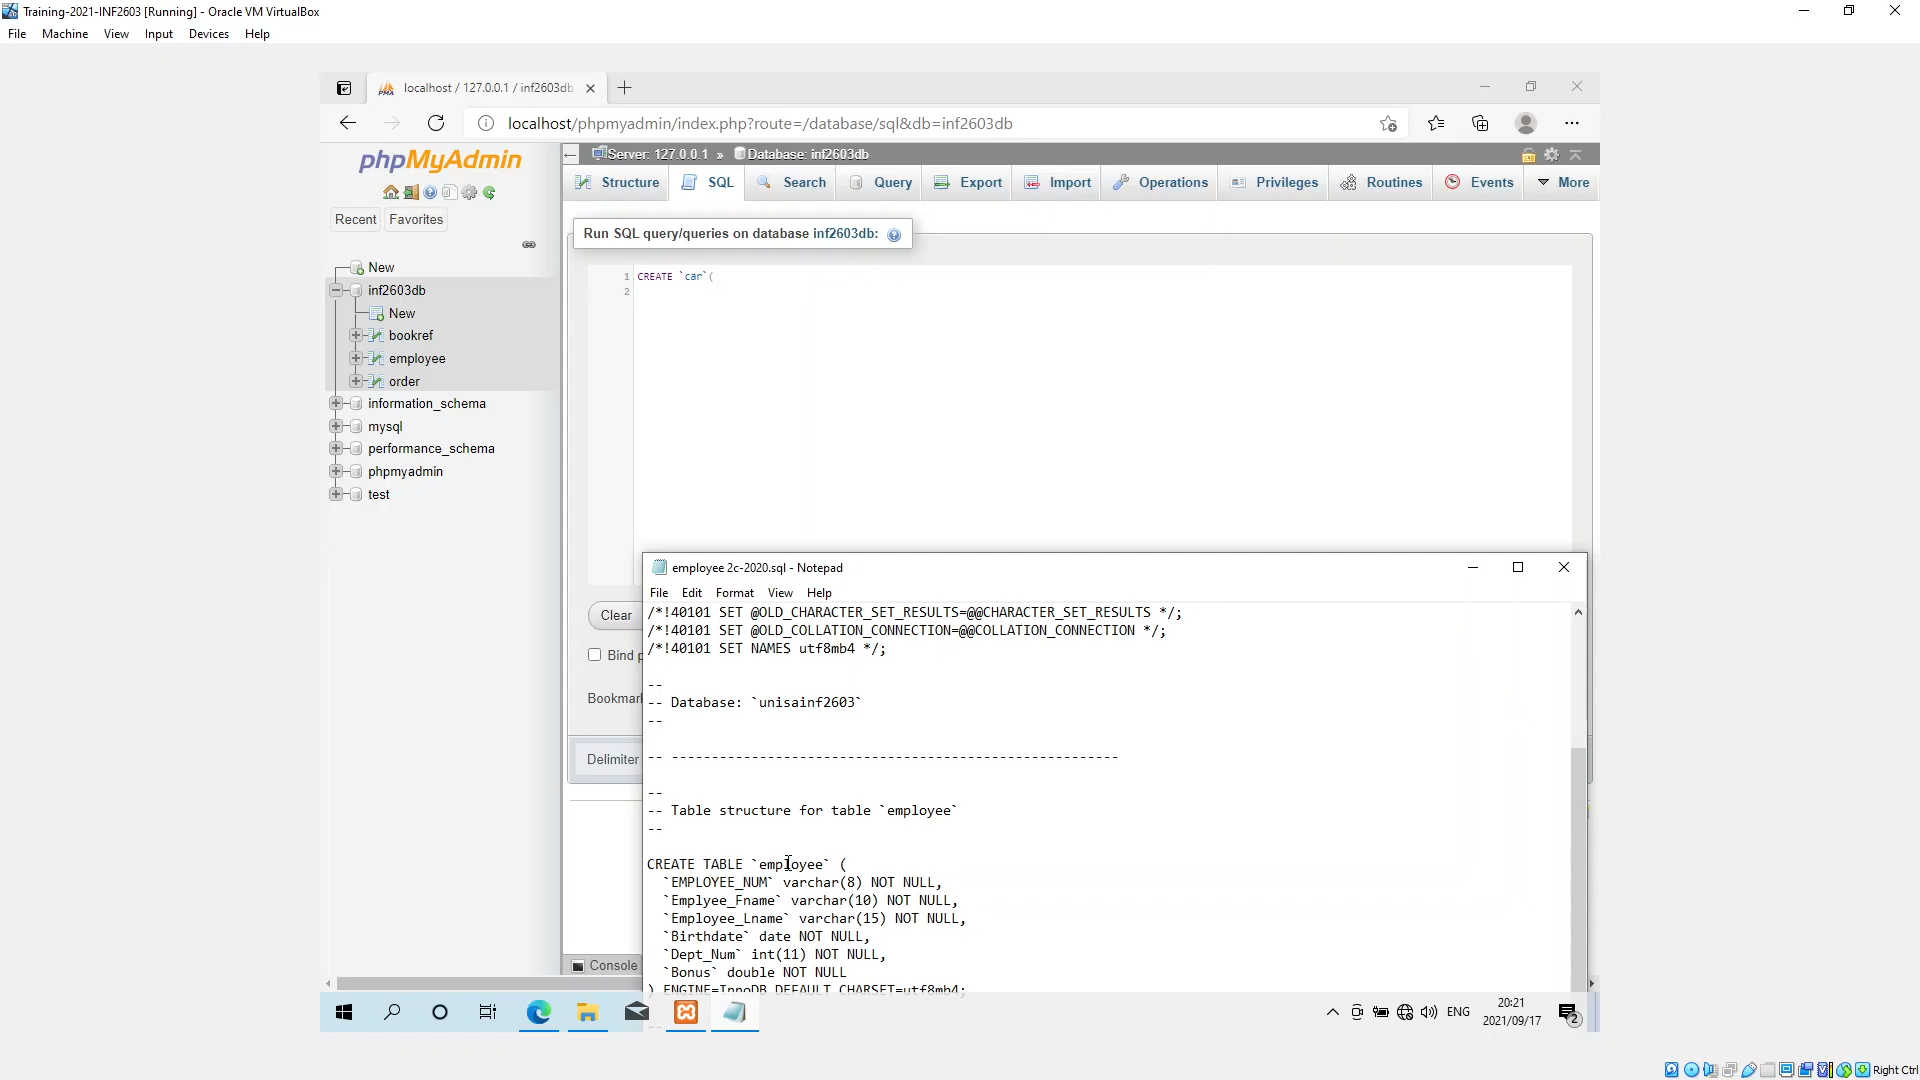 Training-2021-INF2603 [Running] - Oracle VM VirtualBox
File Machine View Input Devices Help
localhost / 127.0.0.1 / inf2603db
localhost/phpmyadmin/index.php?route=/database/sql&db=inf2603db
phpMyAdmin
Recent Favorites
New
inf2603db
New
bookref
employee
order
information_schema
mysql
performance_schema
phpmyadmin
test
Server: 127.0.0.1 » Database: inf2603db
Structure SQL Search Query Export Import Operations Privileges Routines Events More
Run SQL query/queries on database inf2603db:
1 CREATE `car`(
2
Clear
Bind p
Bookmar
Delimiter
Console
employee 2c-2020.sql - Notepad
File Edit Format View Help
/*!40101 SET @OLD_CHARACTER_SET_RESULTS=@@CHARACTER_SET_RESULTS */;
/*!40101 SET @OLD_COLLATION_CONNECTION=@@COLLATION_CONNECTION */;
/*!40101 SET NAMES utf8mb4 */;
--
-- Database: `unisainf2603`
--
-- --------------------------------------------------------
--
-- Table structure for table `employee`
--
CREATE TABLE `employee` (
`EMPLOYEE_NUM` varchar(8) NOT NULL,
`Emplyee_Fname` varchar(10) NOT NULL,
`Employee_Lname` varchar(15) NOT NULL,
`Birthdate` date NOT NULL,
`Dept_Num` int(11) NOT NULL,
`Bonus` double NOT NULL
) ENGINE=InnoDB DEFAULT CHARSET=utf8mb4;
ENG
20:21
2021/09/17
2
Right Ctrl